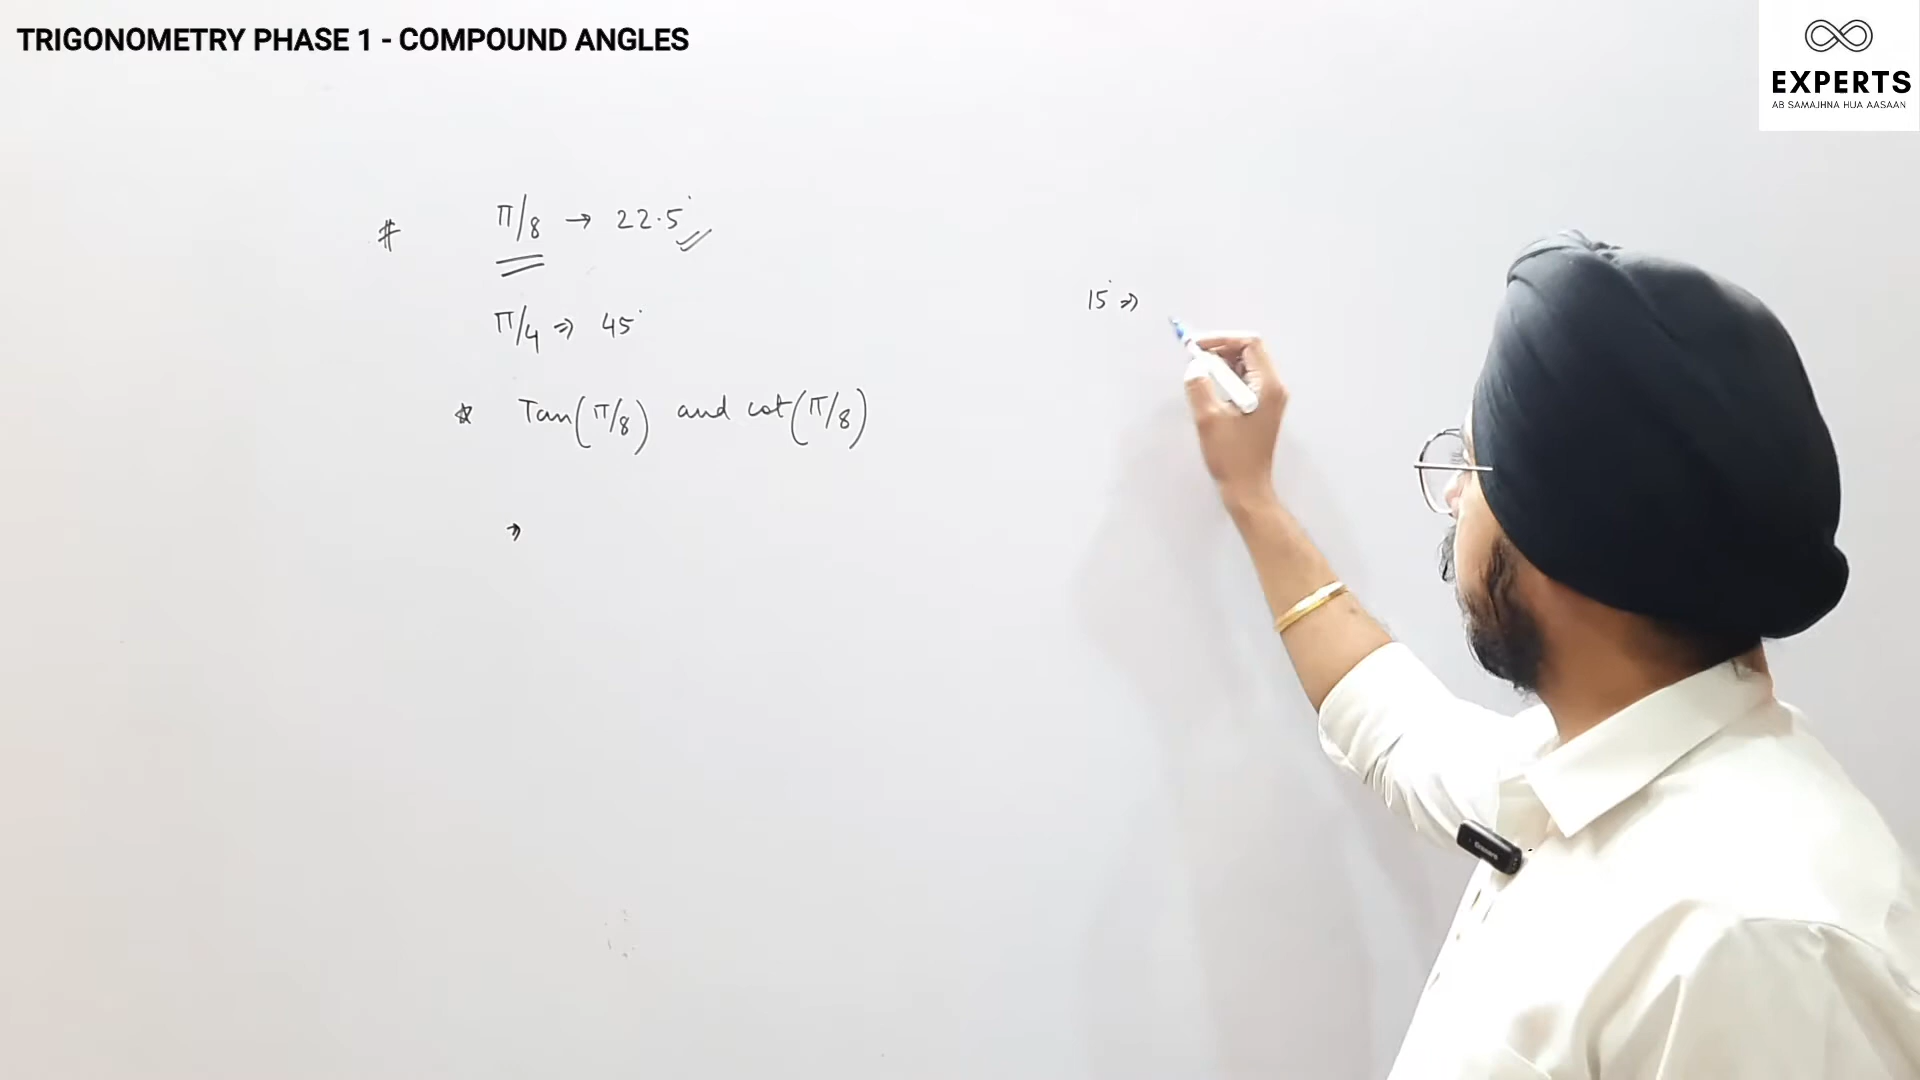 TRIGONOMETRY PHASE 1 - COMPOUND ANGLES
EXPERTS
AB SAMAJHNA HUA AASAAN
# π/8 → 22.5°
π/4 ⇒ 45°
15° ⇒
☆ Tan(π/8) and cot(π/8)
→